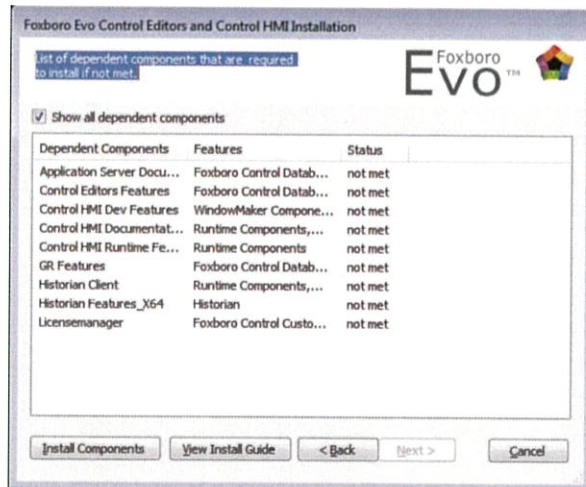 Foxboro Evo Control Editors and Control HMI Installation
List of dependent components that are required
to install if not met.
Foxboro
Evo™
Show all dependent components
Dependent Components Features Status
Application Server Docu... Foxboro Control Datab... not met
Control Editors Features Foxboro Control Datab... not met
Control HMI Dev Features WindowMaker Compone... not met
Control HMI Documentat... Runtime Components,... not met
Control HMI Runtime Fe... Runtime Components not met
GR Features Foxboro Control Datab... not met
Historian Client Runtime Components,... not met
Historian Features_X64 Historian not met
Licensemanager Foxboro Control Custo... not met
Install Components View Install Guide < Back Next > Cancel